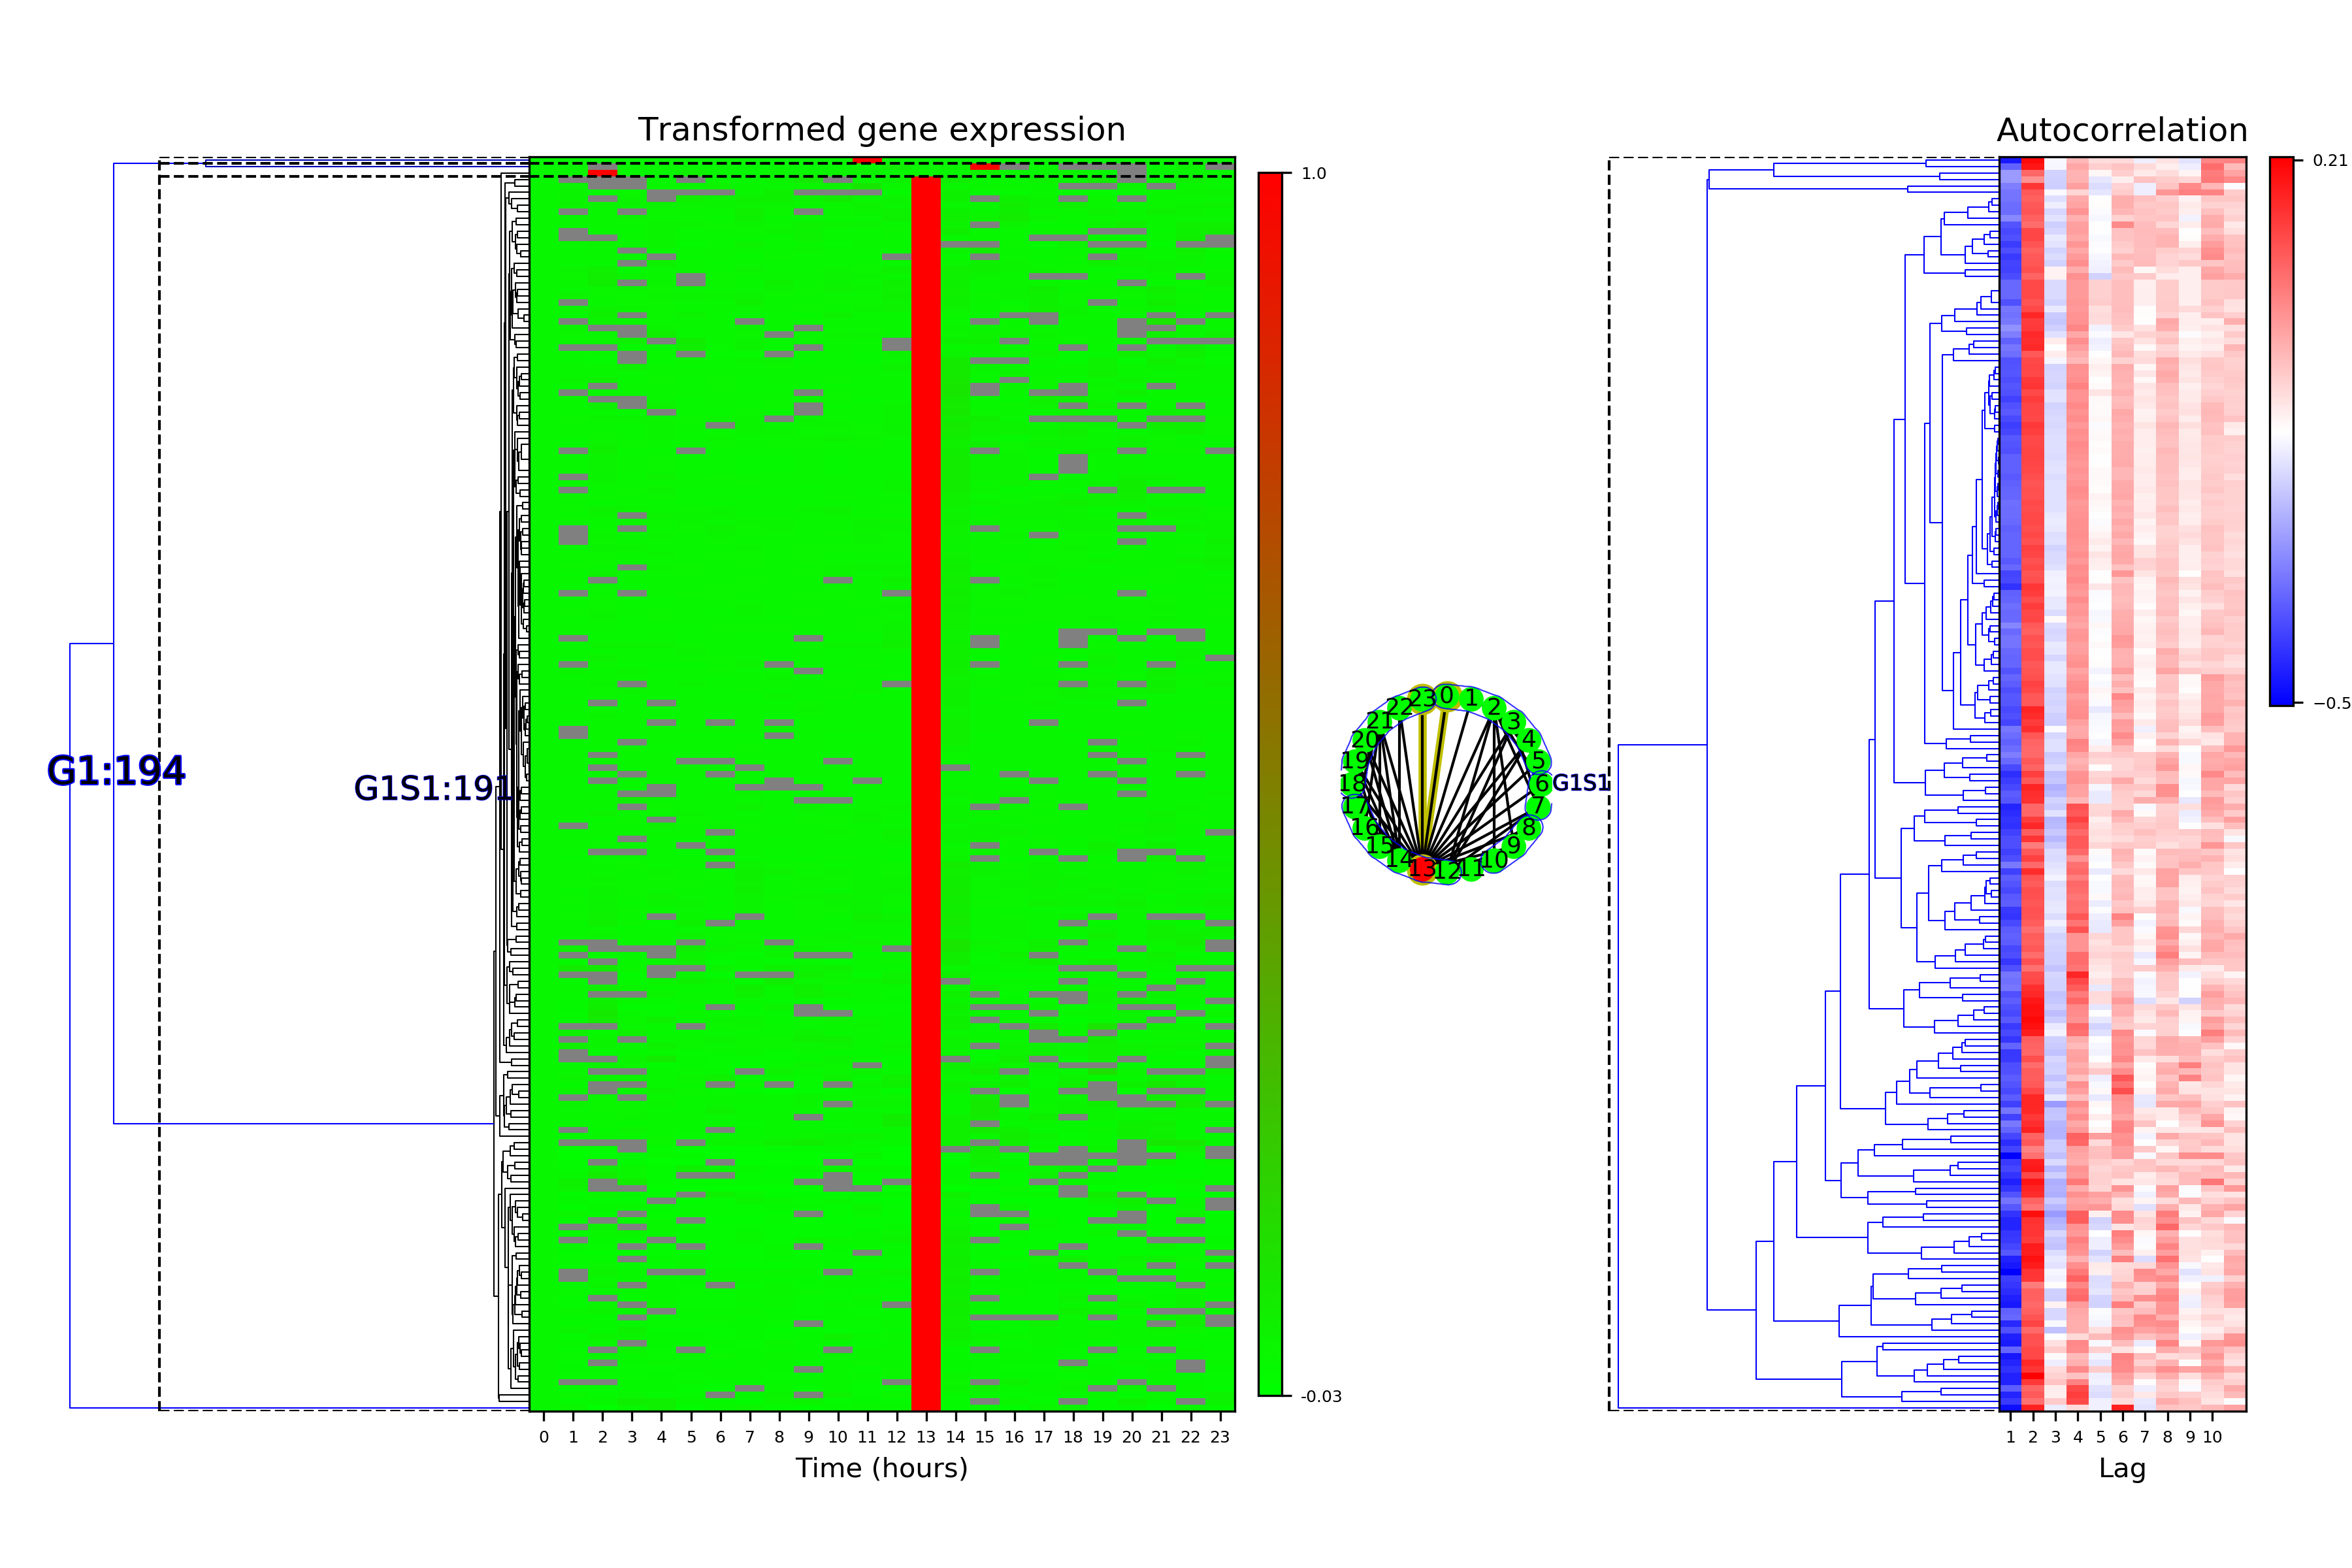 Transformed gene expression
Autocorrelation
1.0
-0.03
0.21
−0.5
G1:194
G1S1:191
23 0 1 2 3 4 5 6 7 8 9 10 11 12 13 14 15 16 17 18 19 20 21 22
G1S1
0 1 2 3 4 5 6 7 8 9 10 11 12 13 14 15 16 17 18 19 20 21 22 23
Time (hours)
1 2 3 4 5 6 7 8 9 10
Lag